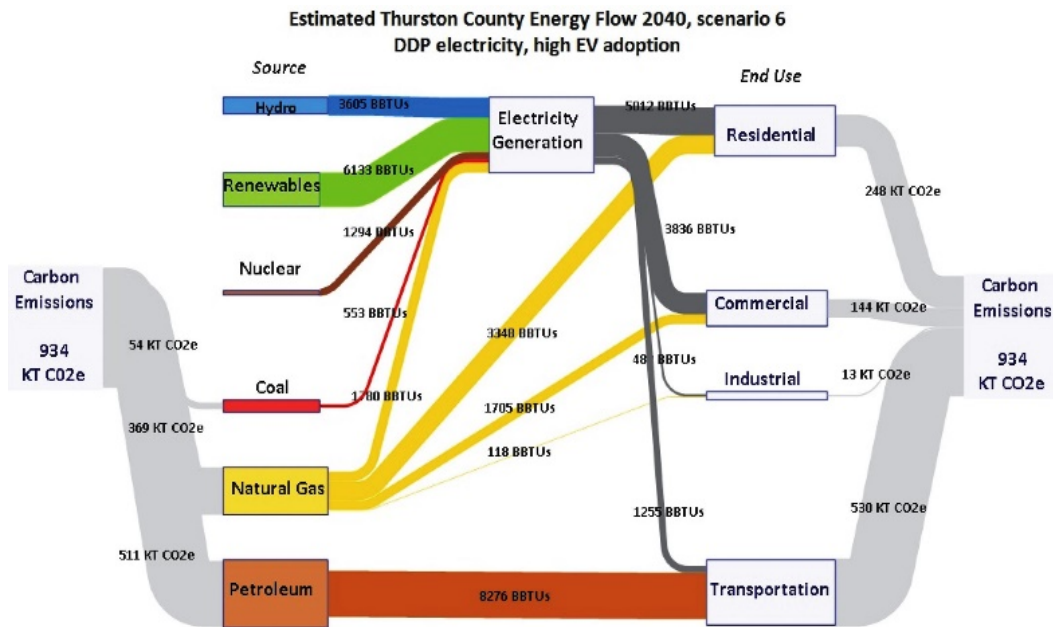 Estimated Thurston County Energy Flow 2040, scenario 6
DDP electricity, high EV adoption
Source
End Use
Hydro
3605 BBTUs
Electricity
Generation
5012 BBTUs
Residential
Renewables
6133 BBTUs
248 KT CO2e
1294 BBTUs
3836 BBTUs
Nuclear
Carbon
Emissions
934
KT C02e
553 BBTUs
3348 BBTUs
Commercial
144 KT CO2e
Carbon
Emissions
934
KT CO2e
54 KT CO2e
BBTUs
Coal
1780 BBTUs
Industrial
13 KT CO2e
369 KT CO2e
1705 BBTUs
118 BBTUs
Natural Gas
1255 BBTUs
530 KT CO2e
511 KT CO2e
Petroleum
8276 BBTUs
Transportation